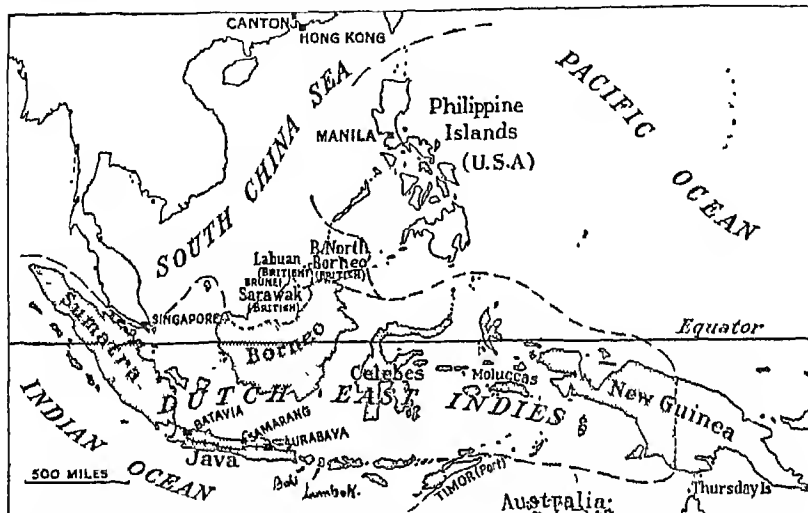 CANTON
HONG KONG
SOUTH CHINA SEA
PACIFIC OCEAN
MANILA
Philippine
Islands
(U.S.A)
Labuan
(BRITISH)
B. North
Borneo
(BRITISH)
BRUNEI
Sarawak
(BRITISH)
SINGAPORE
Sumatra
Borneo
Equator
Celebes
Moluccas
New Guinea
DUTCH EAST INDIES
INDIAN OCEAN
BATAVIA
SAMARANG
SURABAYA
Java
500 MILES
Bali
Lombok
TIMOR (Port)
Australia
Thursday Is